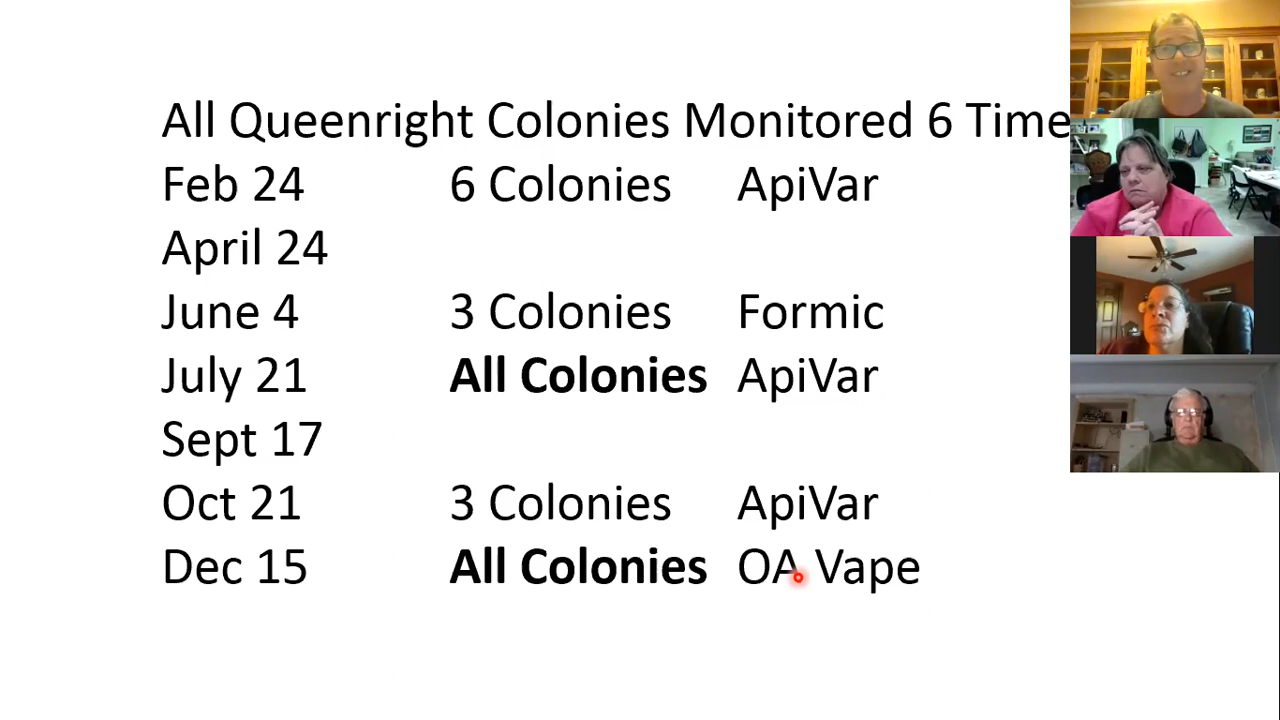 All Queenright Colonies Monitored 6 Time
Feb 24 6 Colonies ApiVar
April 24
June 4 3 Colonies Formic
July 21 All Colonies ApiVar
Sept 17
Oct 21 3 Colonies ApiVar
Dec 15 All Colonies OA Vape